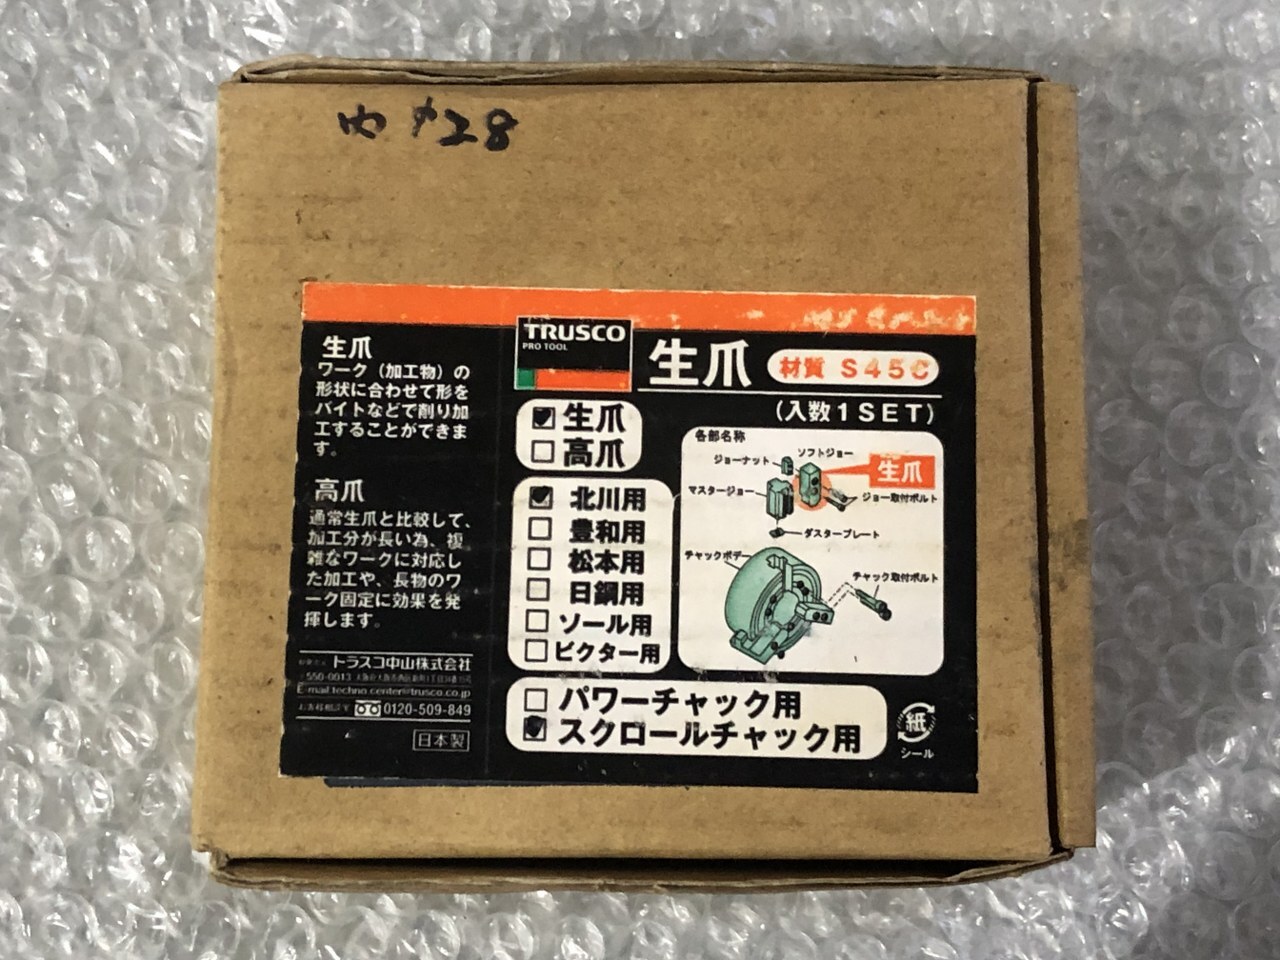 内 φ28
TRUSCO
PRO TOOL
生爪
材質 S45C
(入数1SET)
生爪
ワーク(加工物)の
形状に合わせて形を
バイトなどで削り加
工することができま
す。
高爪
通常生爪と比較して、
加工分が長い為、複
雑なワークに対応し
た加工や、長物のワ
ーク固定に効果を発
揮します。
トラスコ中山株式会社
〒550-0013
E-mail techno.center@trusco.co.jp
お客様相談室 0120-509-849
日本製
生爪
高爪
北川用
豊和用
松本用
日鋼用
ソール用
ビクター用
パワーチャック用
スクロールチャック用
各部名称
ソフトジョー
ジョーナット
生爪
マスタージョー
ジョー取付ボルト
ダスタープレート
チャックボデー
チャック取付ボルト
紙
シール